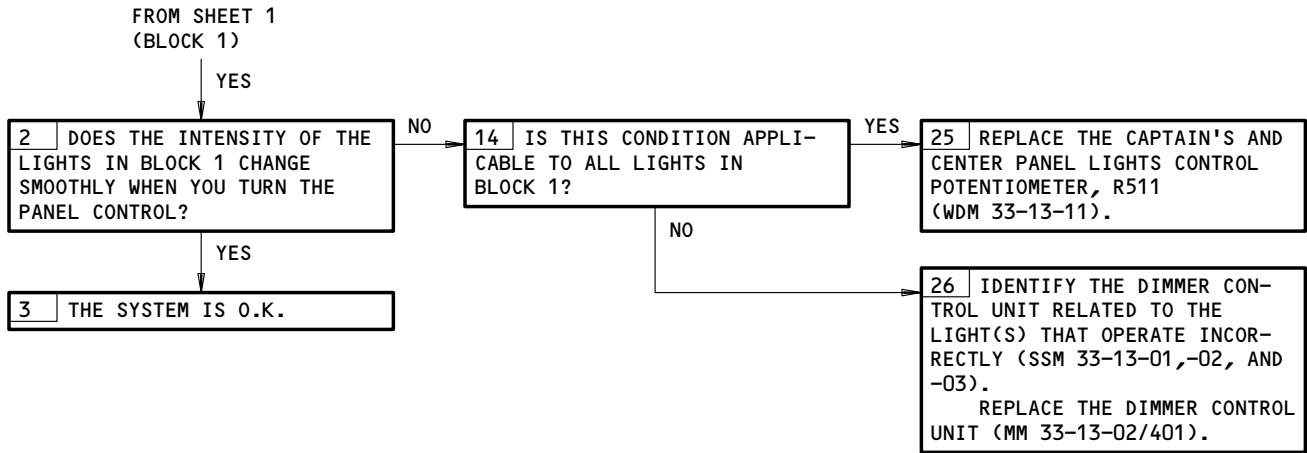 FROM SHEET 1
(BLOCK 1)
YES
2 DOES THE INTENSITY OF THE
LIGHTS IN BLOCK 1 CHANGE
SMOOTHLY WHEN YOU TURN THE
PANEL CONTROL?
NO
14 IS THIS CONDITION APPLI-
CABLE TO ALL LIGHTS IN
BLOCK 1?
YES
25 REPLACE THE CAPTAIN'S AND
CENTER PANEL LIGHTS CONTROL
POTENTIOMETER, R511
(WDM 33-13-11).
YES
3 THE SYSTEM IS O.K.
NO
26 IDENTIFY THE DIMMER CON-
TROL UNIT RELATED TO THE
LIGHT(S) THAT OPERATE INCOR-
RECTLY (SSM 33-13-01,-02, AND
-03).
REPLACE THE DIMMER CONTROL
UNIT (MM 33-13-02/401).